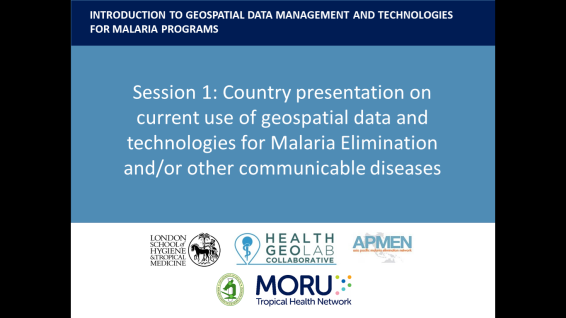 INTRODUCTION TO GEOSPATIAL DATA MANAGEMENT AND TECHNOLOGIES
FOR MALARIA PROGRAMS
Session 1: Country presentation on
current use of geospatial data and
technologies for Malaria Elimination
and/or other communicable diseases
LONDON
SCHOOL of
HYGIENE
& TROPICAL
MEDICINE
HEALTH
GEOLAB
COLLABORATIVE
APMEN
MORU
Tropical Health Network